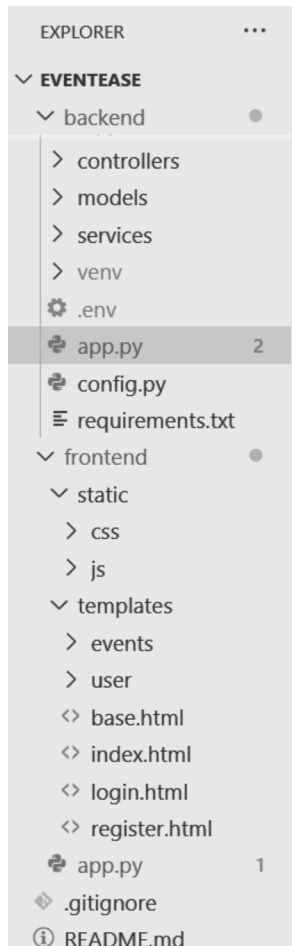 EXPLORER
EVENTEASE
backend
controllers
models
services
venv
.env
app.py 2
config.py
requirements.txt
frontend
static
css
js
templates
events
user
base.html
index.html
login.html
register.html
app.py 1
.gitignore
README.md